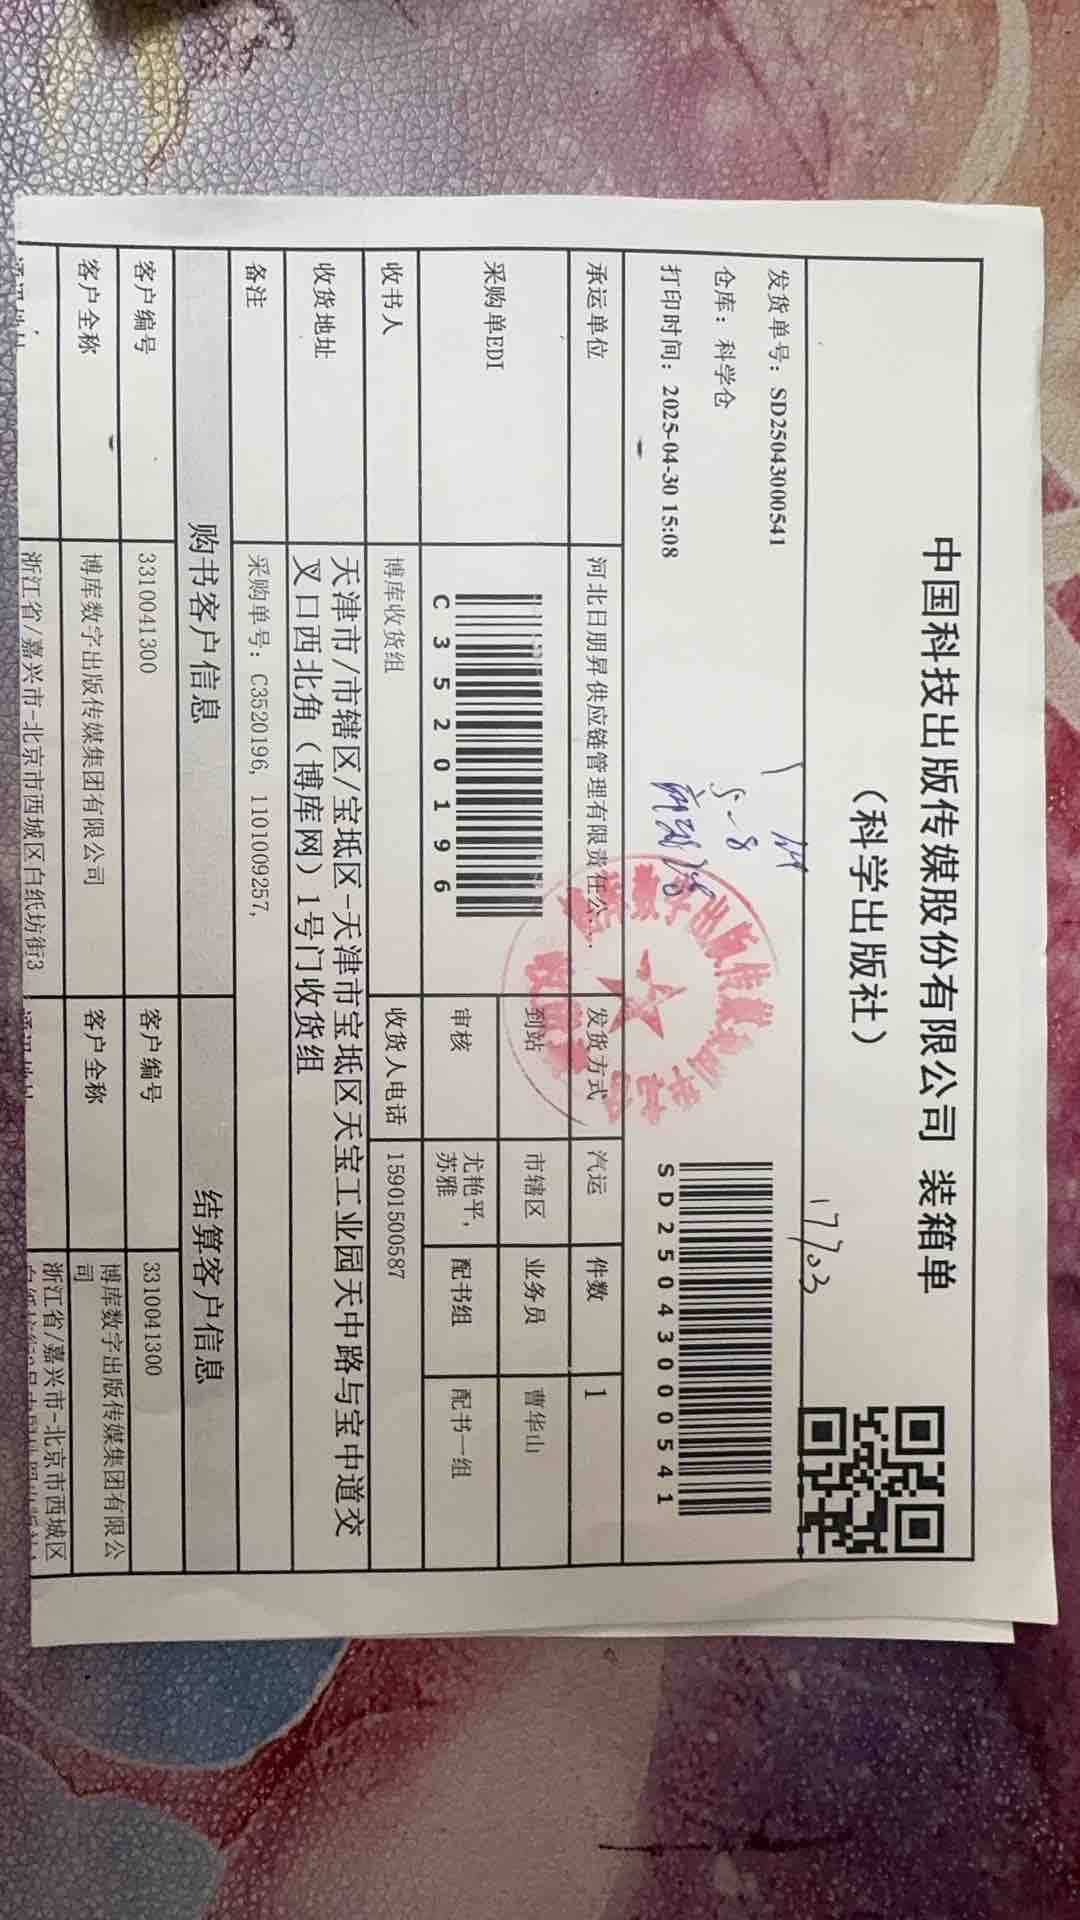 中国科技出版传媒股份有限公司 装箱单
（科学出版社）
17703
发货单号：SD25043000541
仓库：科学仓
5-8
打印时间：2025-04-30 15:08
SD25043000541
承运单位 河北日朋昇供应链管理有限责任公... 发货方式 汽运 件数 1
采购单EDI C3520196 到站 市辖区 业务员 曹华山
审核 尤艳平, 苏雅 配书组 配书一组
收书人 博库收货组 收货人电话 15901500587
收货地址 天津市/市辖区/宝坻区-天津市宝坻区天宝工业园天中路与宝中道交
叉口西北角（博库网）1号门收货组
备注 采购单号：C3520196, 1101009257,
购书客户信息 结算客户信息
客户编号 3310041300 客户编号 3310041300
客户全称 博库数字出版传媒集团有限公司 客户全称 博库数字出版传媒集团有限公
司
浙江省/嘉兴市-北京市西城区白纸坊街3 浙江省/嘉兴市-北京市西城区